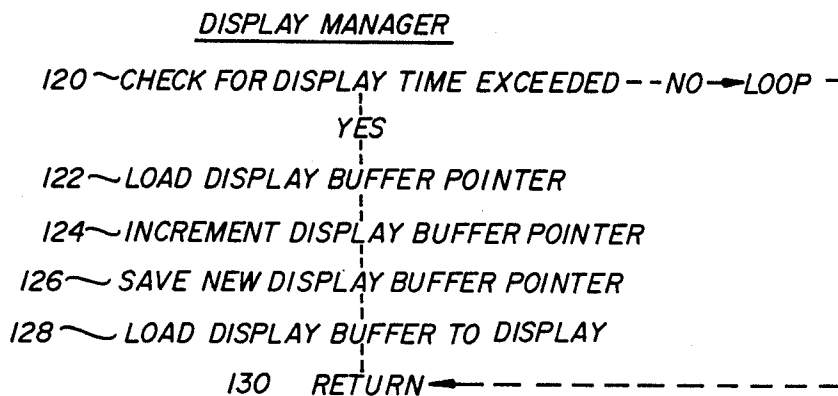 DISPLAY MANAGER
120~CHECK FOR DISPLAY TIME EXCEEDED--NO→LOOP
YES
122~LOAD DISPLAY BUFFER POINTER
124~INCREMENT DISPLAY BUFFER POINTER
126~SAVE NEW DISPLAY BUFFER POINTER
128~LOAD DISPLAY BUFFER TO DISPLAY
130 RETURN